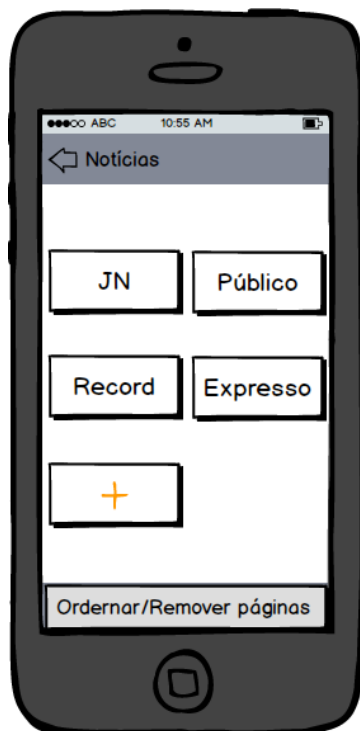 ABC 10:55 AM
Notícias
JN Público
Record Expresso
+
Ordernar/Remover páginas